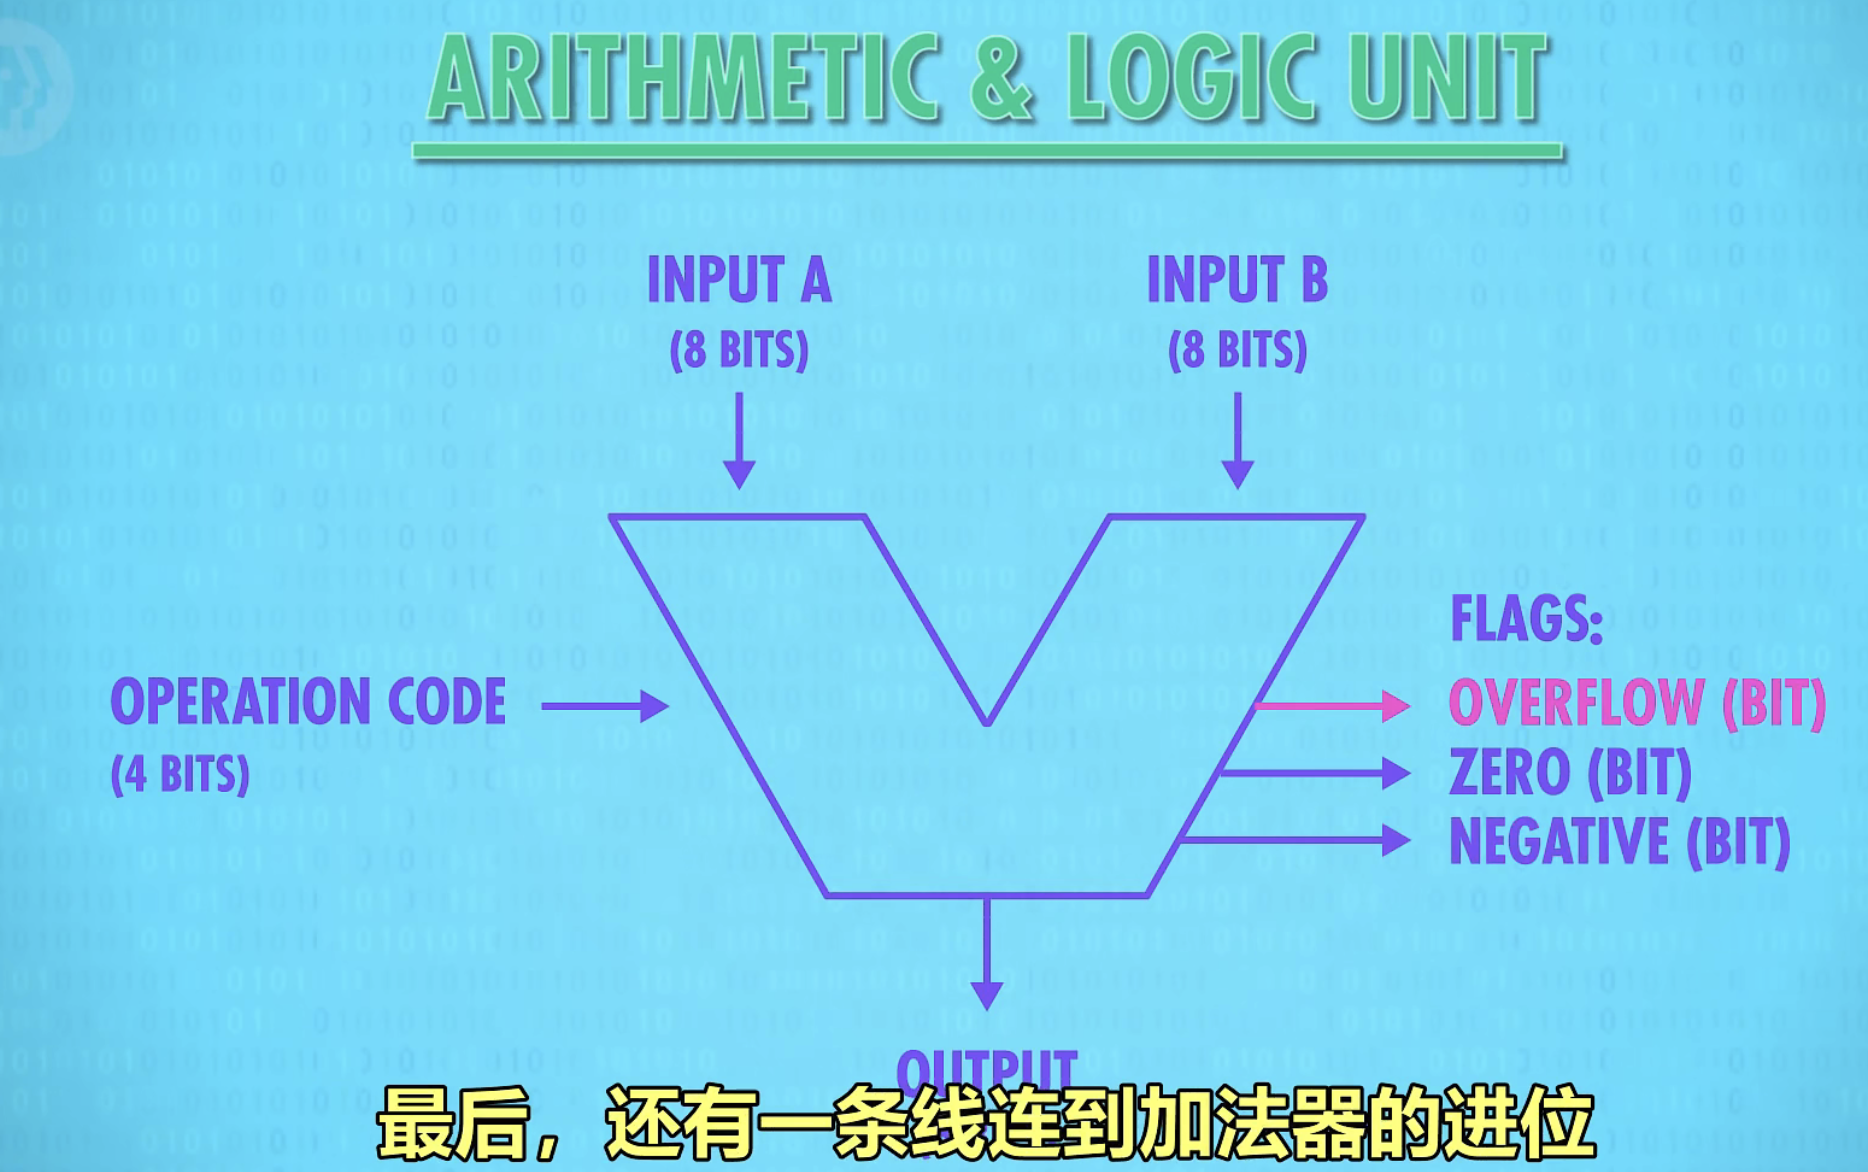 ARITHMETIC & LOGIC UNIT
INPUT A
(8 BITS)
INPUT B
(8 BITS)
OPERATION CODE
(4 BITS)
FLAGS:
OVERFLOW (BIT)
ZERO (BIT)
NEGATIVE (BIT)
OUTPUT
最后，还有一条线连到加法器的进位